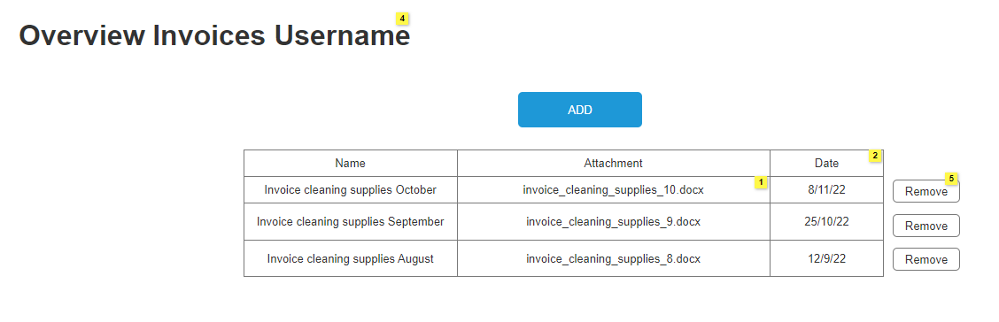 4
Overview Invoices Username
ADD
Name Attachment Date 2
Invoice cleaning supplies October invoice_cleaning_supplies_10.docx 1 8/11/22 Remove 5
Invoice cleaning supplies September invoice_cleaning_supplies_9.docx 25/10/22 Remove
Invoice cleaning supplies August invoice_cleaning_supplies_8.docx 12/9/22 Remove